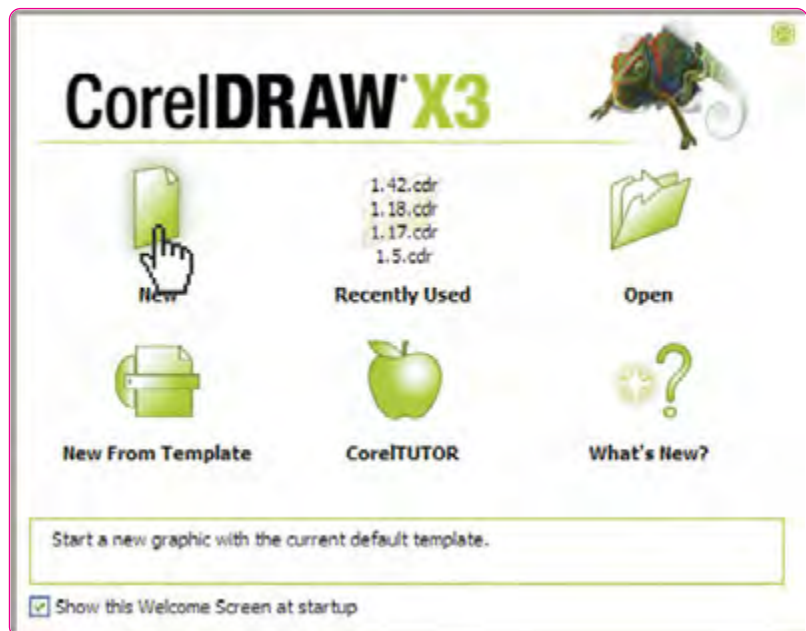 CorelDRAW® X3
1.42.cdr
1.18.cdr
1.17.cdr
1.5.cdr
New
Recently Used
Open
New From Template
CorelTUTOR
What's New?
Start a new graphic with the current default template.
Show this Welcome Screen at startup